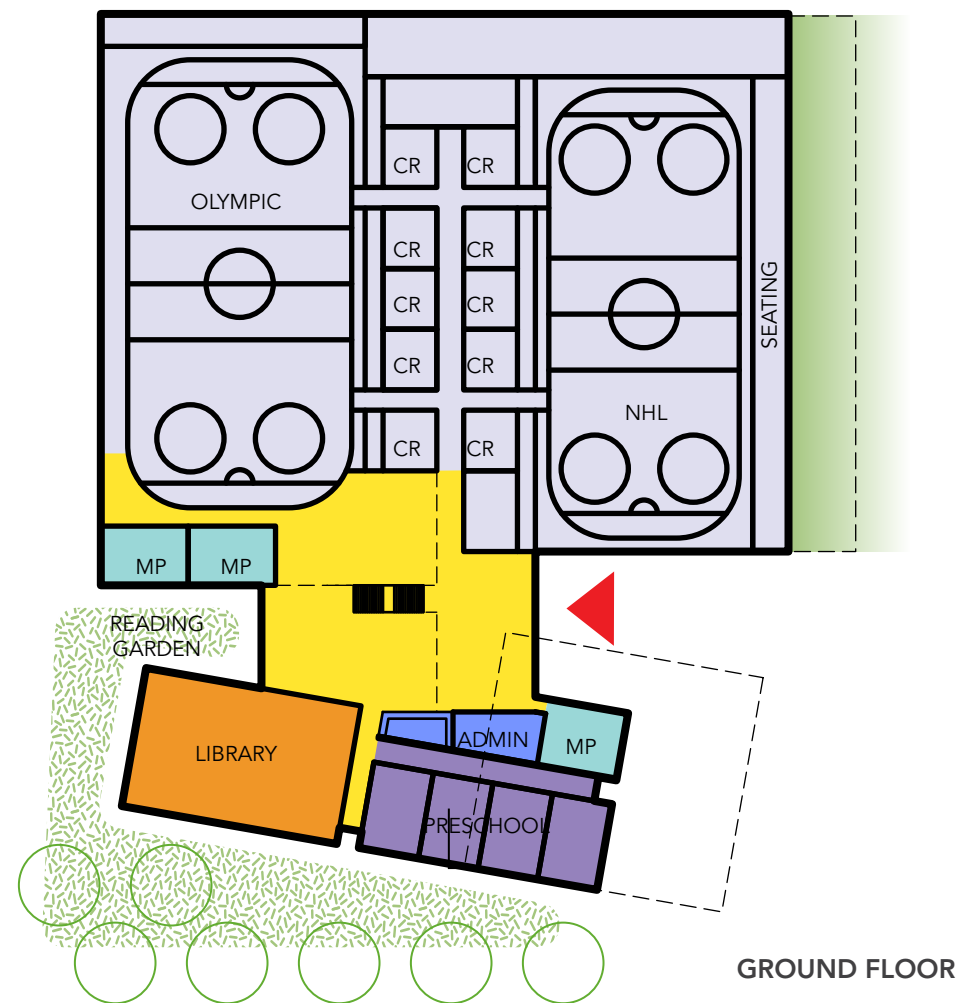 CR CR
OLYMPIC
CR CR
SEATING
CR CR
CR CR
NHL
CR CR
MP MP
READING
GARDEN
ADMIN
MP
LIBRARY
PRESCHOOL
GROUND FLOOR